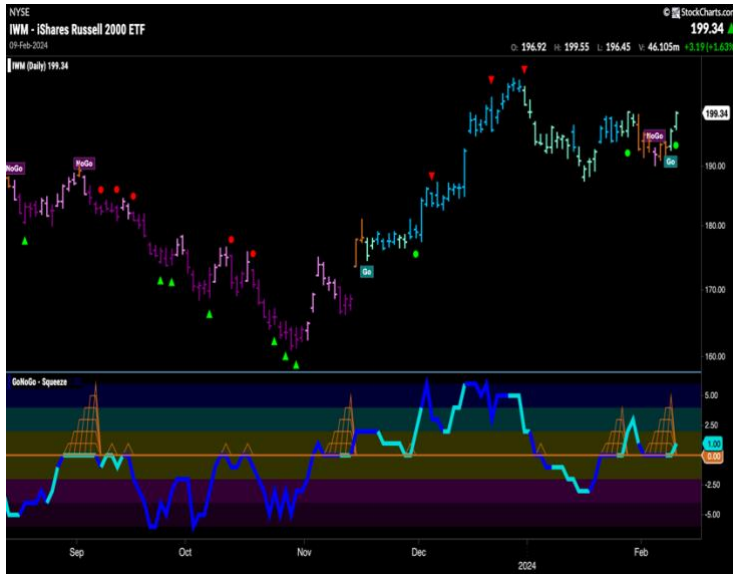 NYSE
© StockCharts.com
IWM - iShares Russell 2000 ETF
199.34
09-Feb-2024
O: 196.92 H: 199.55 L: 196.45 V: 46.105m +3.19 (+1.63%
IWM (Daily) 199.34
199.34
NoGo
NoGo
NoGo
190.00
Go
180.00
Go
170.00
160.00
GoNoGo - Squeeze
5.00
2.50
1.00
0.00
-2.50
-5.00
Sep Oct Nov Dec 2024 Feb